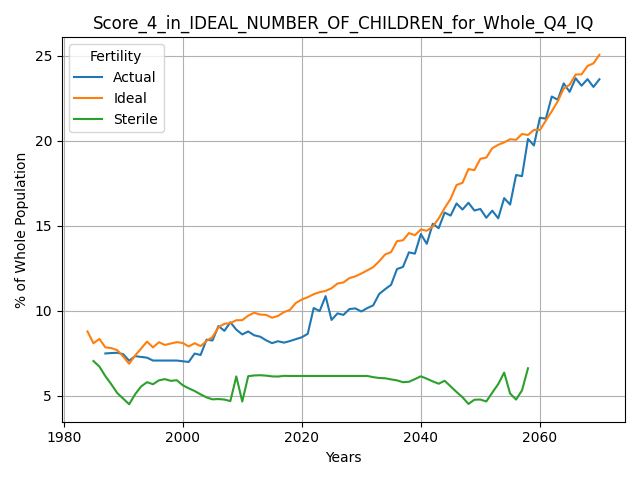 Score_4_in_IDEAL_NUMBER_OF_CHILDREN_for_Whole_Q4_IQ
Fertility
Actual
Ideal
Sterile
% of Whole Population
25
20
15
10
5
1980
2000
2020
2040
2060
Years